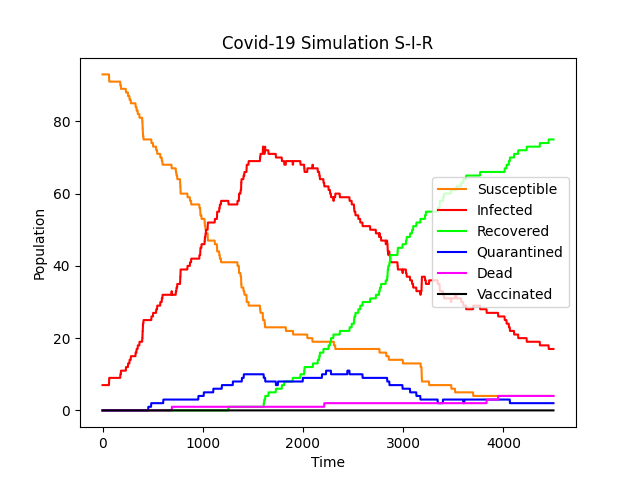 Covid-19 Simulation S-I-R
Population
80
60
40
20
0
0 1000 2000 3000 4000
Time
Susceptible
Infected
Recovered
Quarantined
Dead
Vaccinated